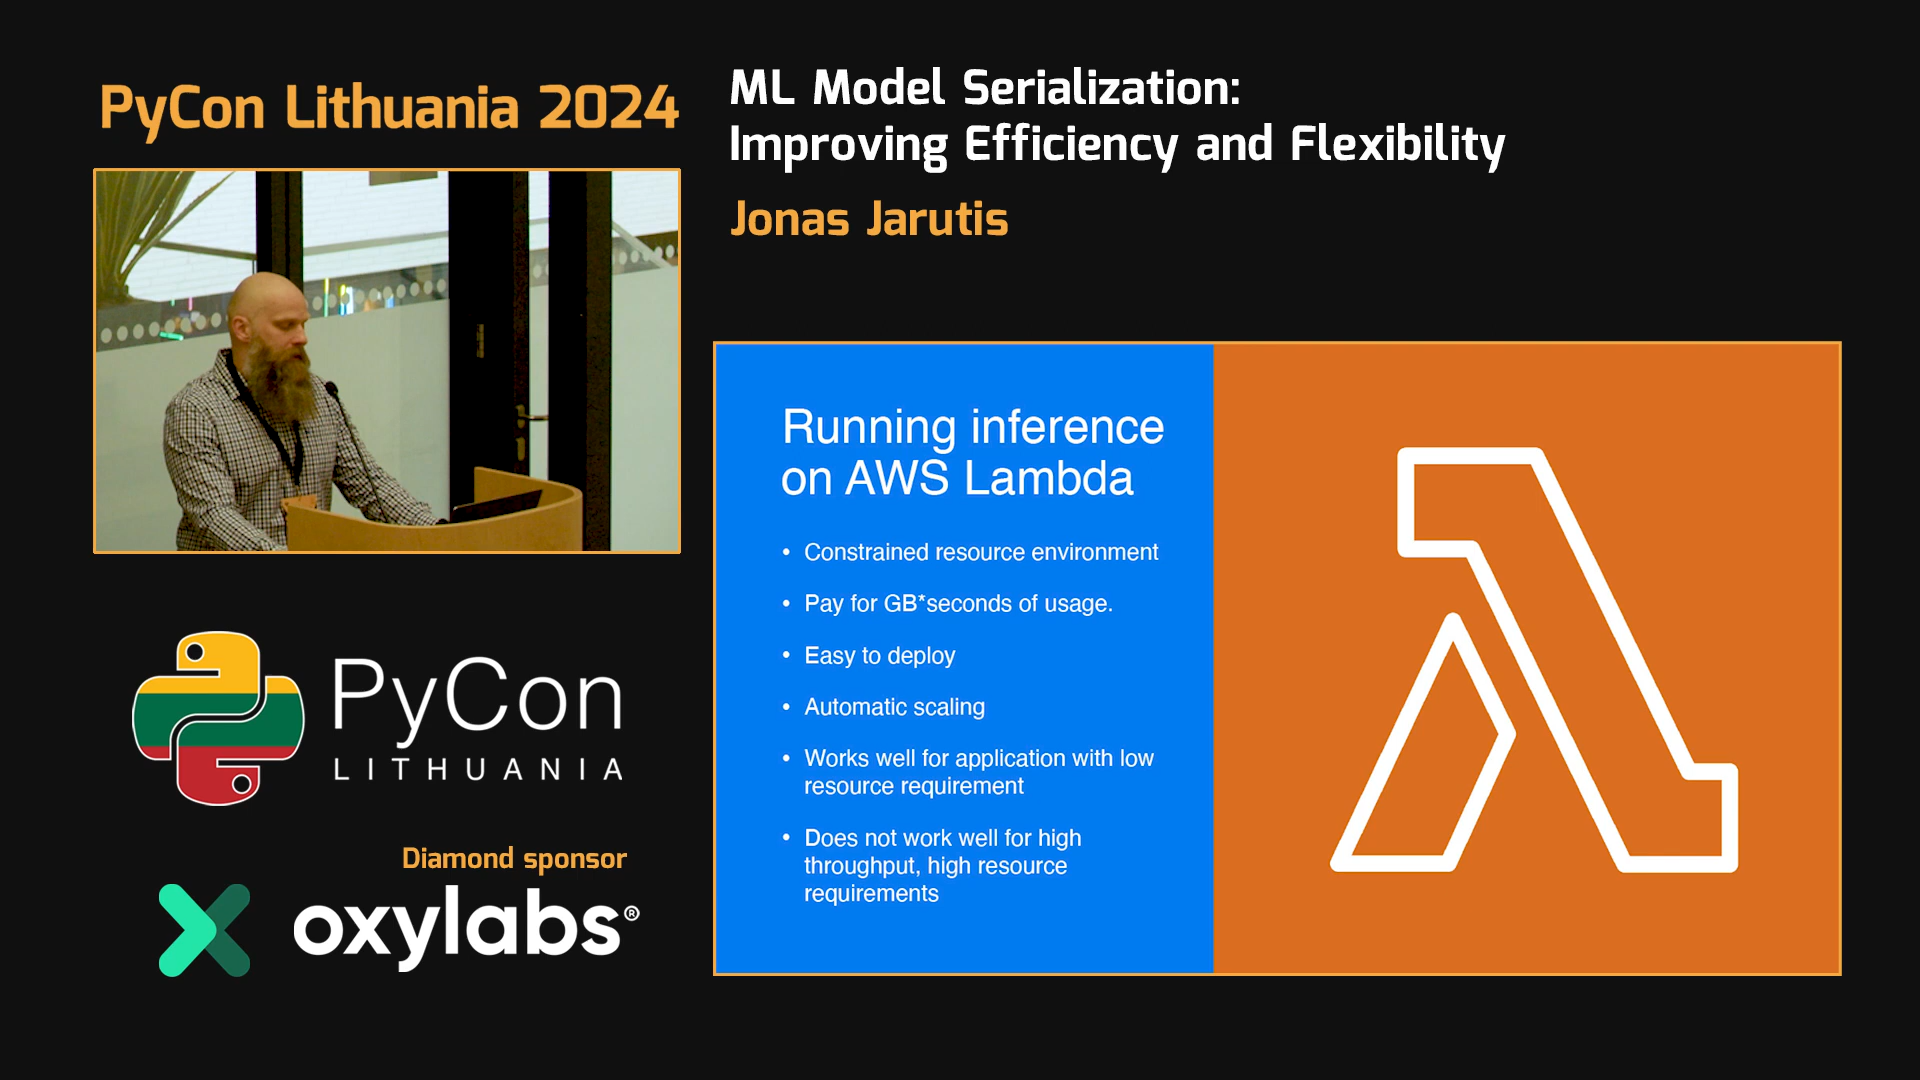 PyCon Lithuania 2024
ML Model Serialization:
Improving Efficiency and Flexibility
Jonas Jarutis
Running inference
on AWS Lambda
• Constrained resource environment
• Pay for GB*seconds of usage.
• Easy to deploy
• Automatic scaling
• Works well for application with low
resource requirement
• Does not work well for high
throughput, high resource
requirements
PyCon
LITHUANIA
Diamond sponsor
oxylabs®